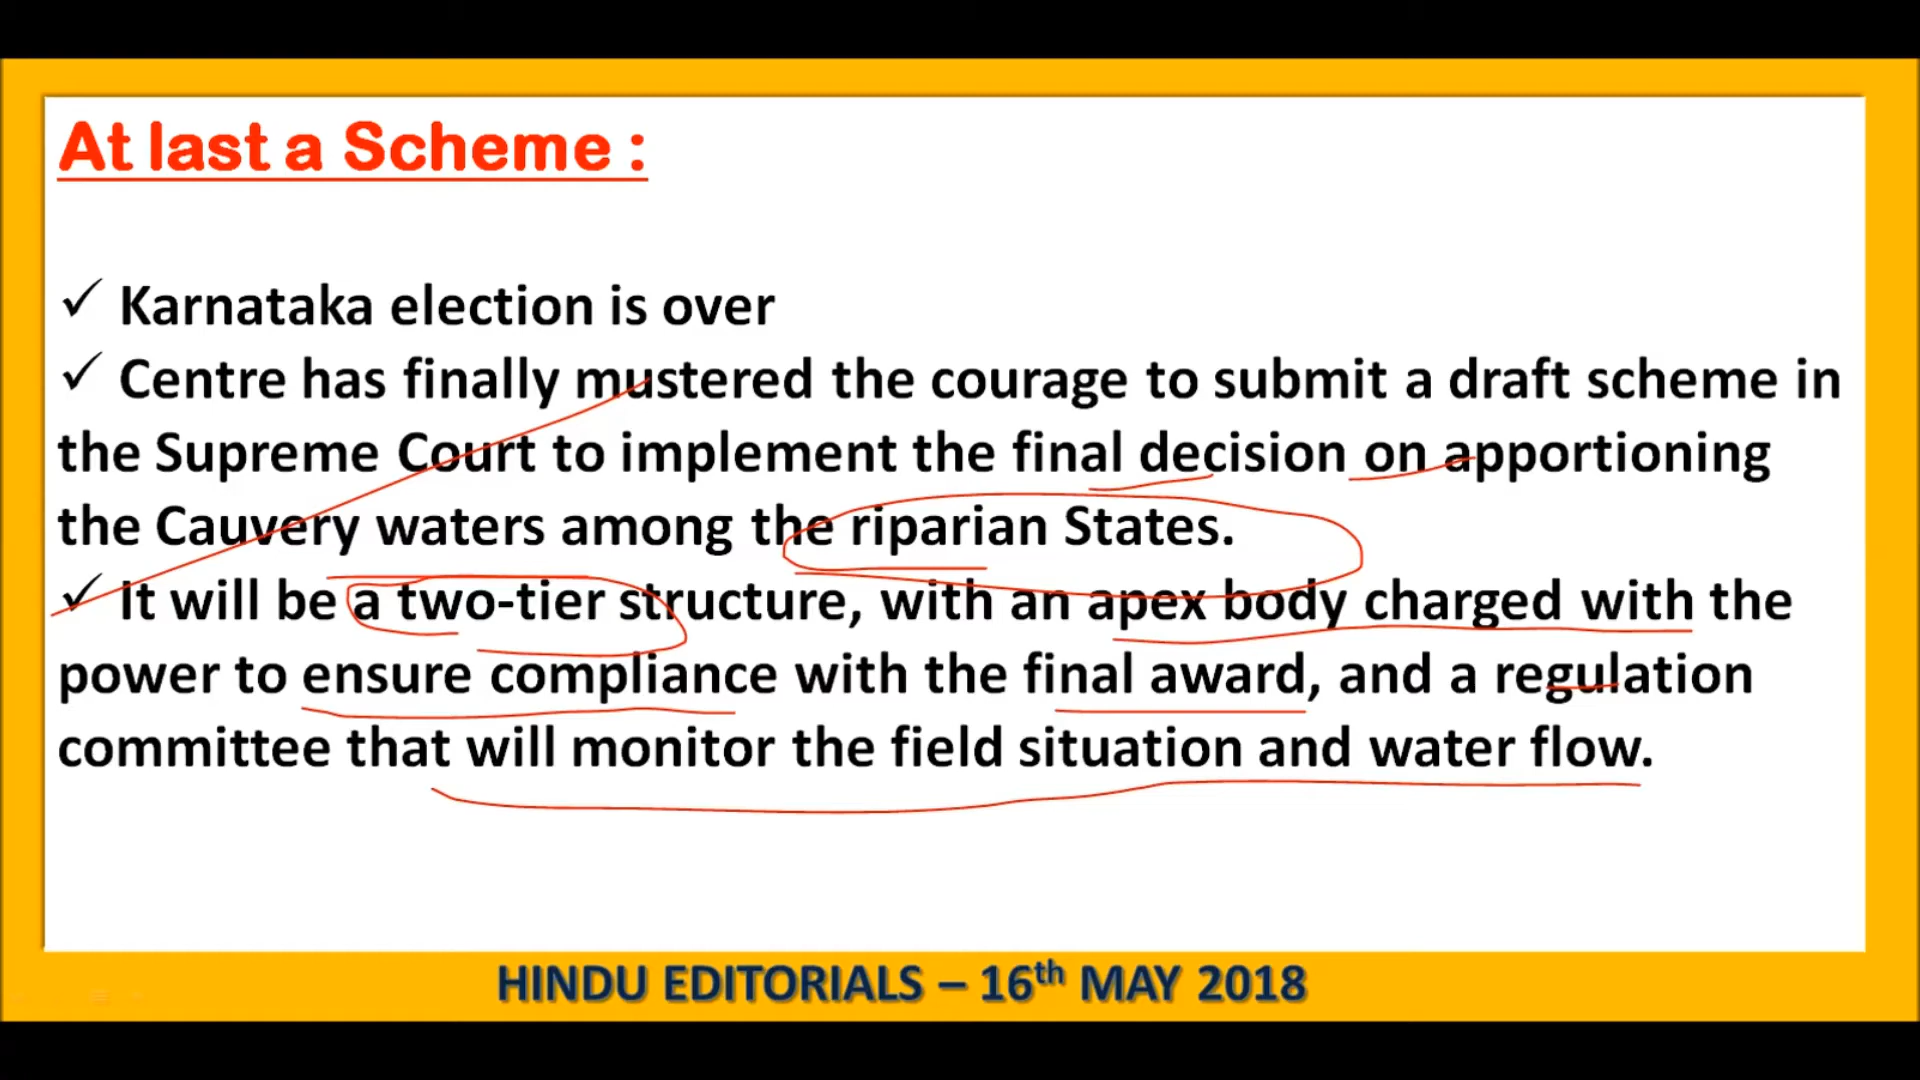 At last a Scheme :
✓ Karnataka election is over
✓ Centre has finally mustered the courage to submit a draft scheme in
the Supreme Court to implement the final decision on apportioning
the Cauvery waters among the riparian States.
✓ It will be a two-tier structure, with an apex body charged with the
power to ensure compliance with the final award, and a regulation
committee that will monitor the field situation and water flow.
HINDU EDITORIALS – 16th MAY 2018